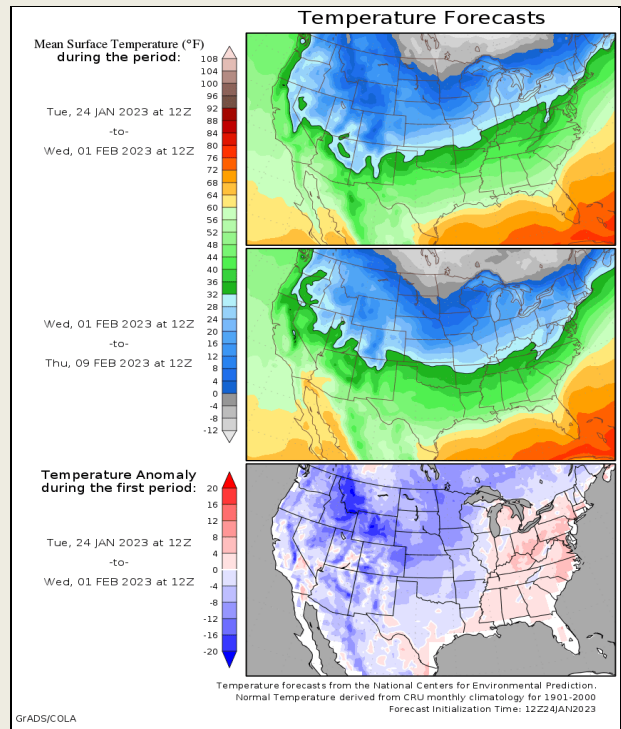 Temperature Forecasts
Mean Surface Temperature (°F)
during the period:
Tue, 24 JAN 2023 at 12Z
-to-
Wed, 01 FEB 2023 at 12Z
108
104
100
96
92
88
84
80
76
72
68
64
60
56
52
48
44
40
36
32
28
24
20
16
12
8
4
0
-4
-8
-12
Wed, 01 FEB 2023 at 12Z
-to-
Thu, 09 FEB 2023 at 12Z
Temperature Anomaly
during the first period:
Tue, 24 JAN 2023 at 12Z
-to-
Wed, 01 FEB 2023 at 12Z
20
16
12
8
4
0
-4
-8
-12
-16
-20
Temperature forecasts from the National Centers for Environmental Prediction.
Normal Temperature derived from CRU monthly climatology for 1901-2000
Forecast Initialization Time: 12Z24JAN2023
GrADS/COLA